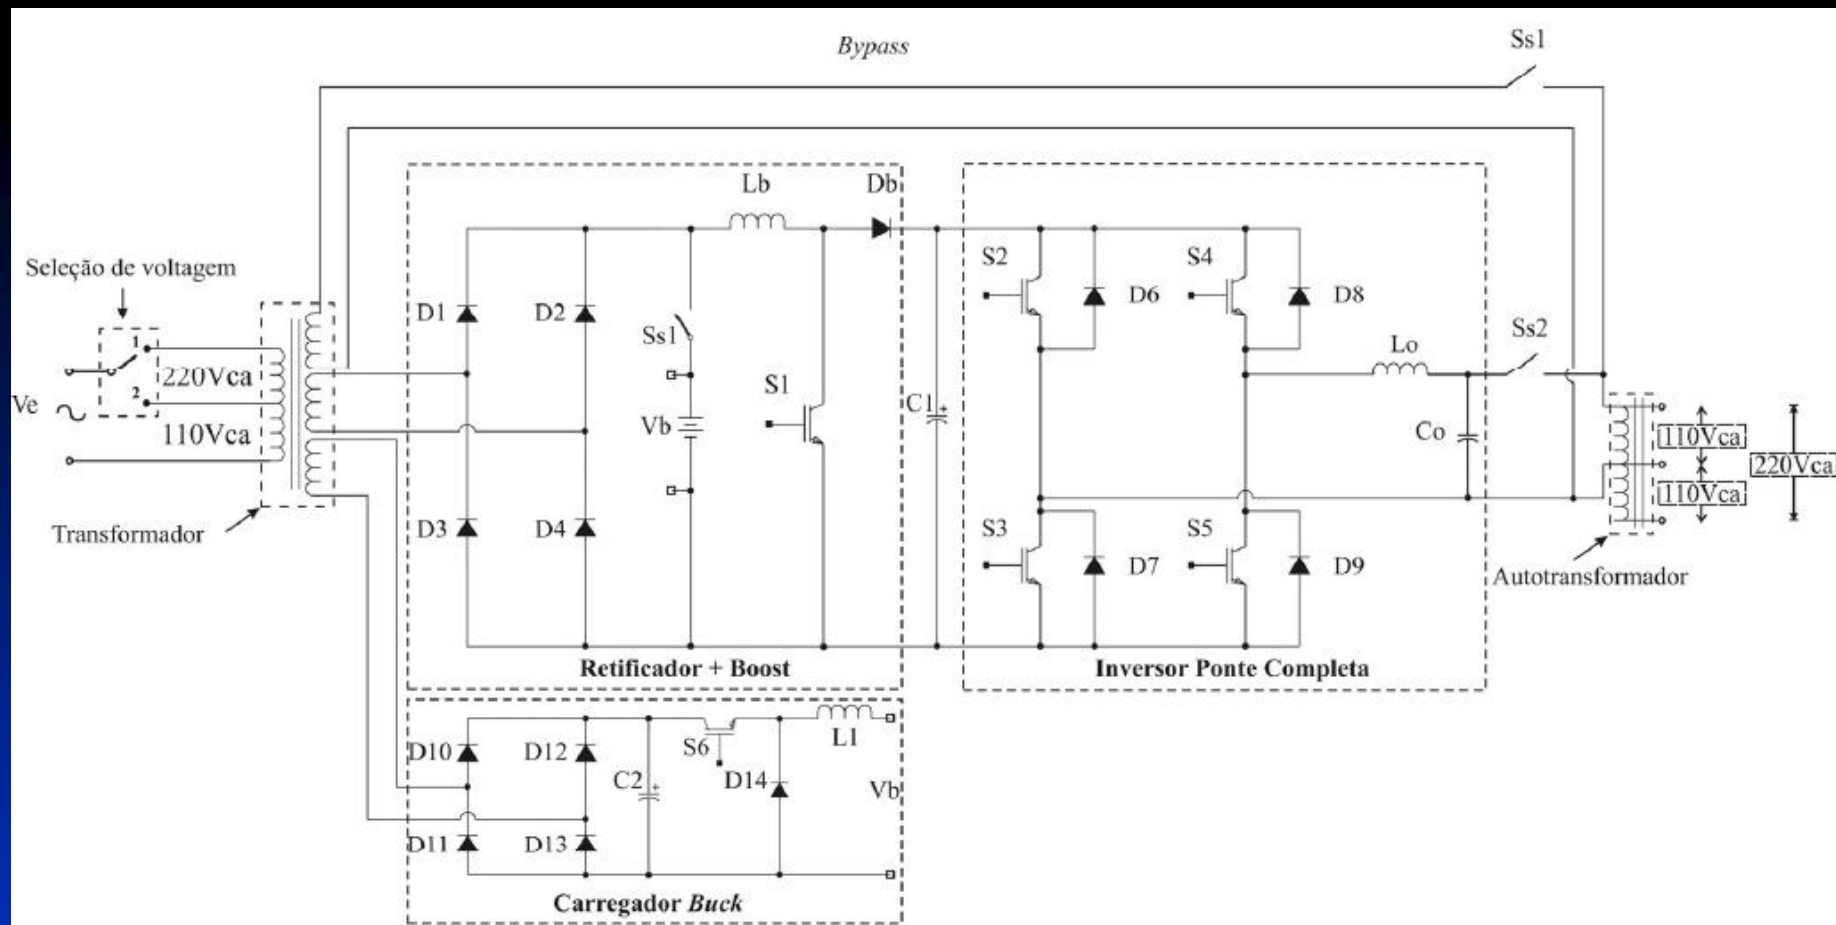 Bypass
Ss1
Lb
Db
Seleção de voltagem
1
220Vca
2
110Vca
Ve
Transformador
D1
D2
D3
D4
Ss1
Vb
S1
C1
+
Retificador + Boost
S2
D6
S4
D8
S3
D7
S5
D9
Lo
Co
Inversor Ponte Completa
Ss2
110Vca
220Vca
110Vca
Autotransformador
D10
D12
C2
+
S6
D14
L1
Vb
D11
D13
Carregador Buck